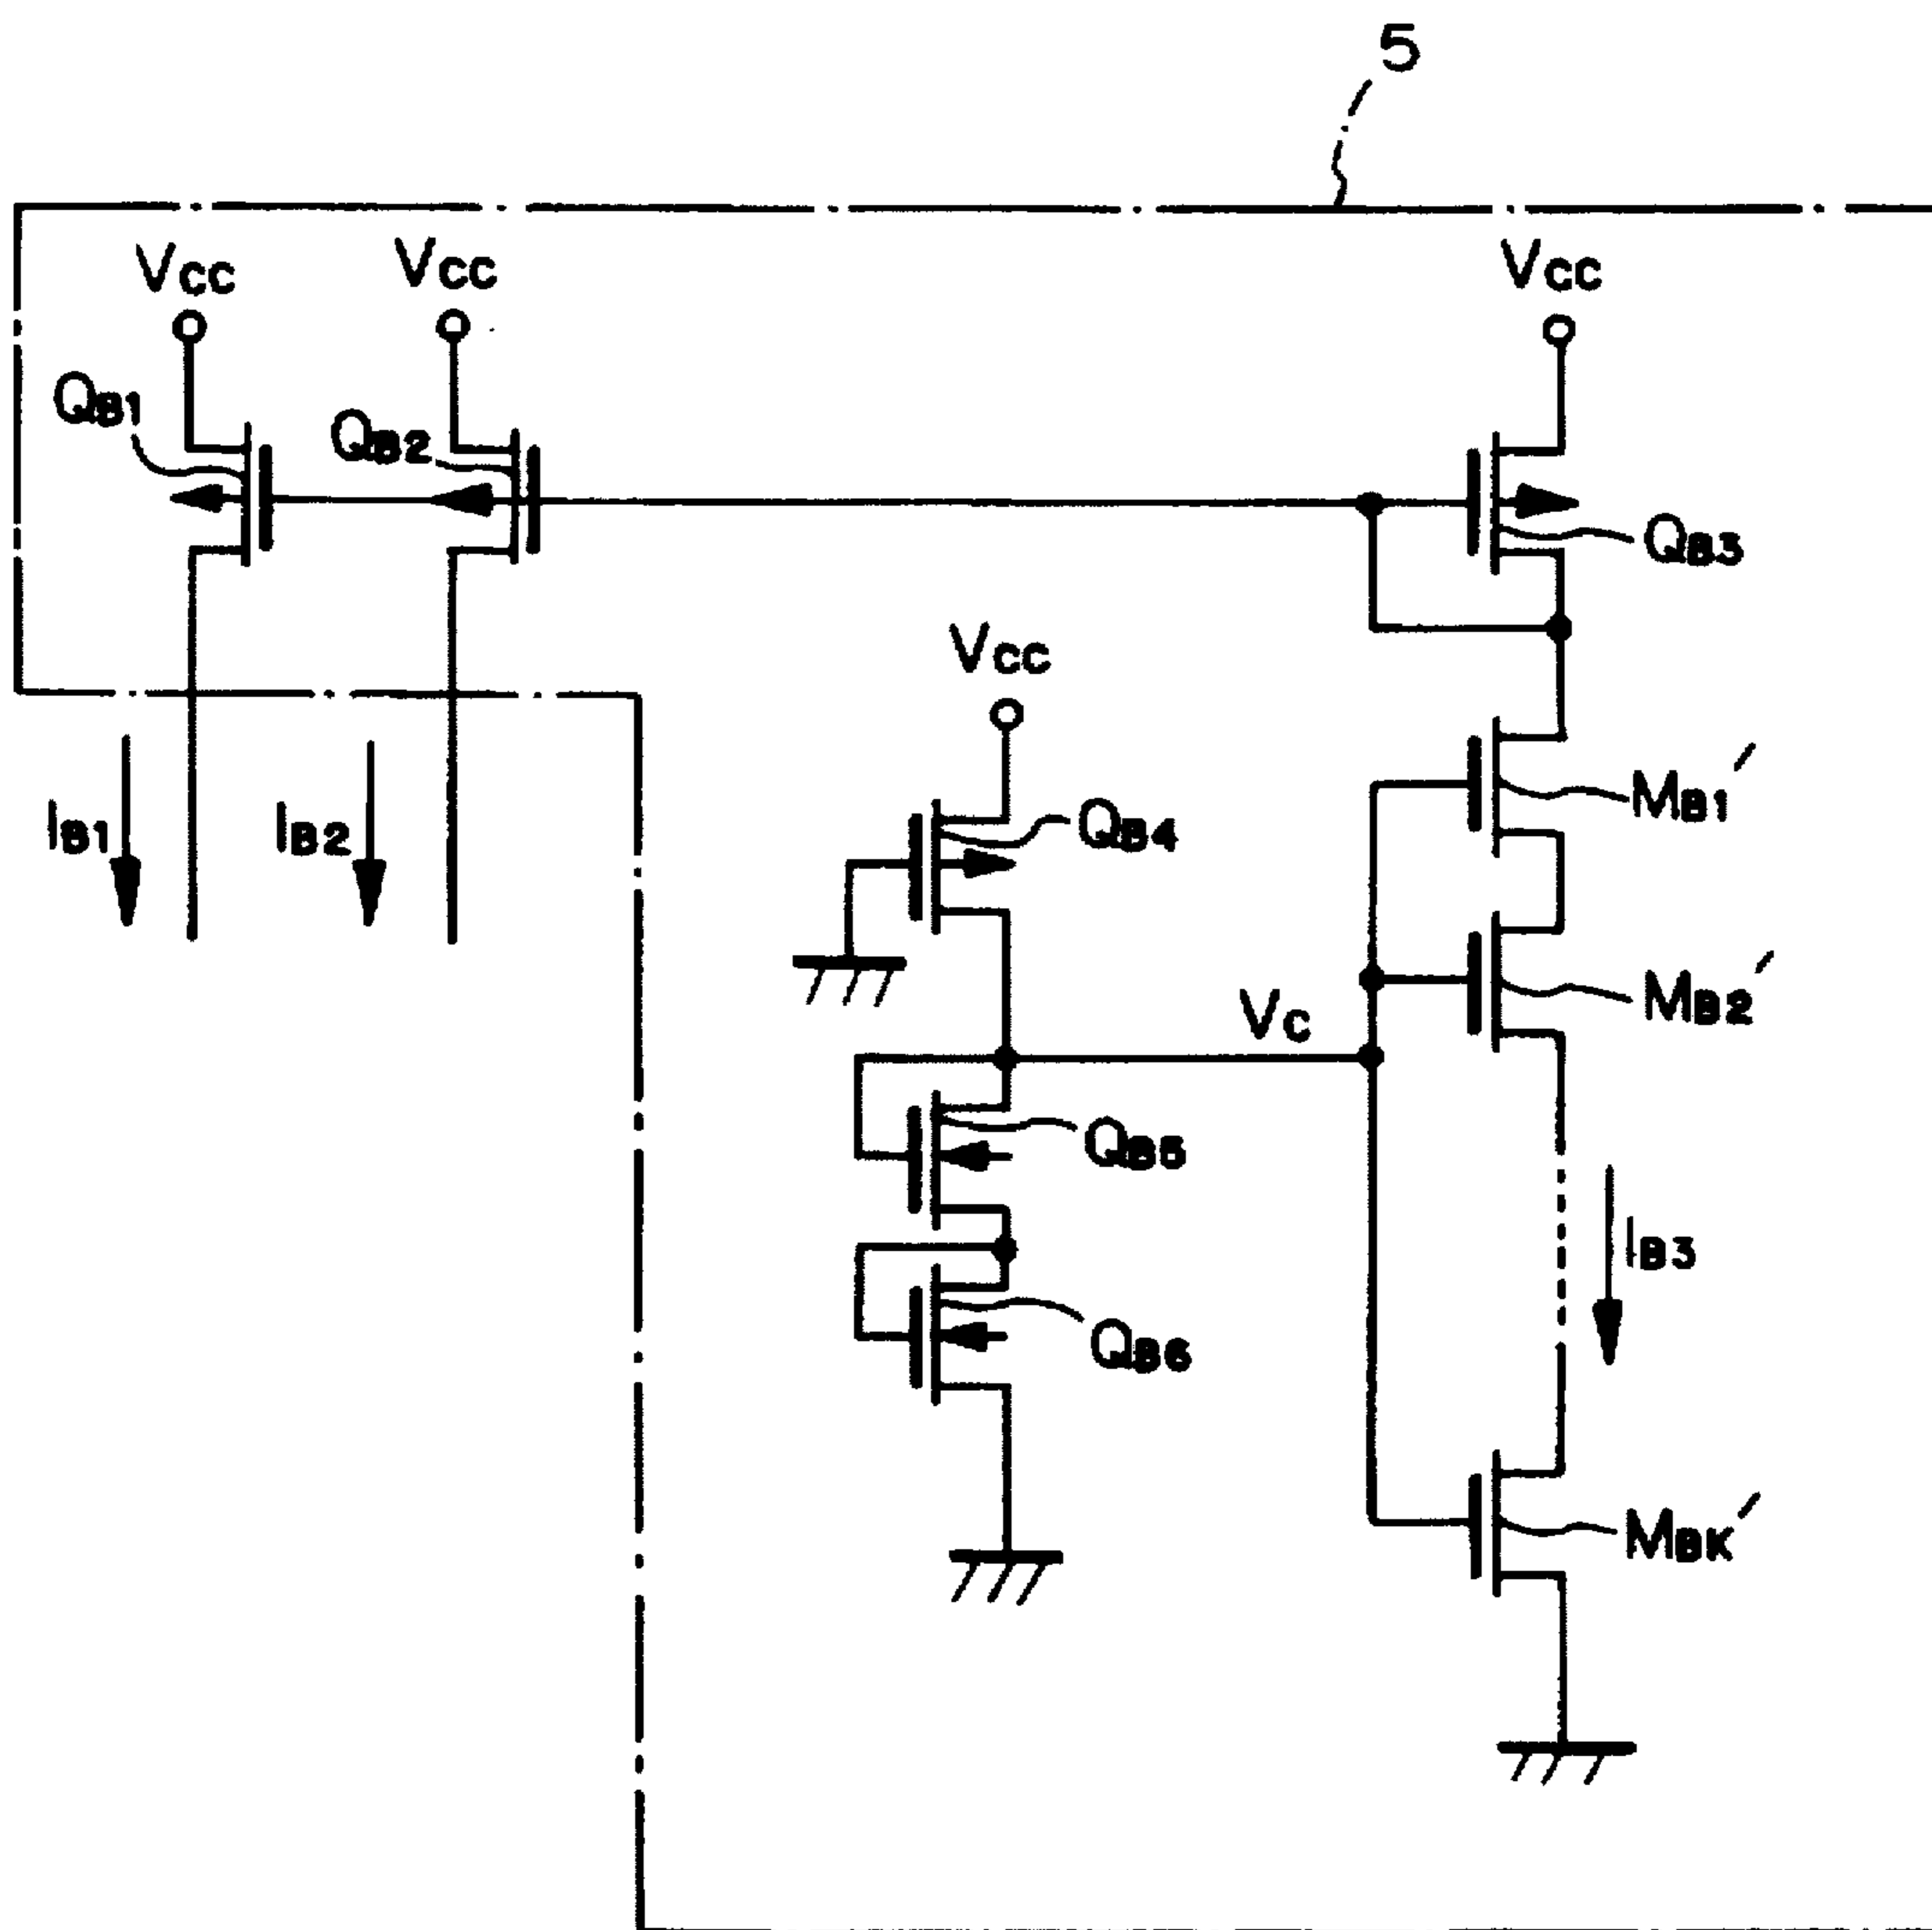 5
Vcc
Vcc
Vcc
QB1
QB2
QB3
Vcc
MB1′
IB1
IB2
QB4
MB2′
Vc
QB5
IB3
QB6
MBK′